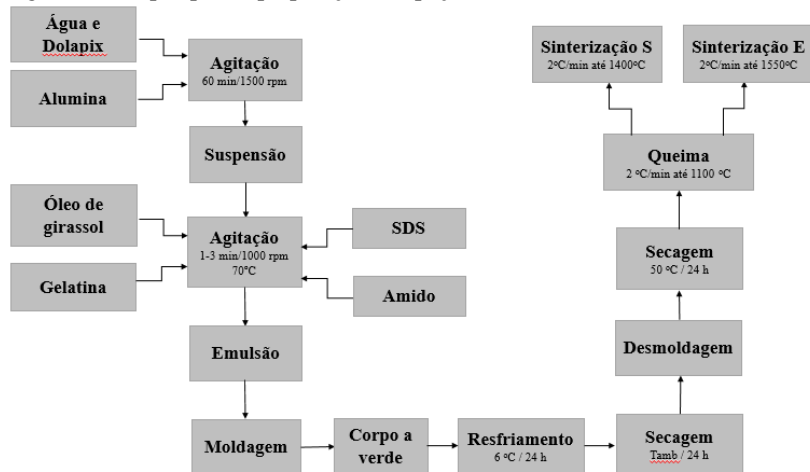 Água e
Dolapix
Alumina
Agitação
60 min/1500 rpm
Suspensão
Óleo de
girassol
Gelatina
Agitação
1-3 min/1000 rpm
70°C
SDS
Amido
Emulsão
Moldagem
Corpo a
verde
Resfriamento
6 ºC / 24 h
Secagem
Tamb / 24 h
Desmoldagem
Secagem
50 ºC / 24 h
Queima
2 ºC/min até 1100 ºC
Sinterização S
2ºC/min até 1400ºC
Sinterização E
2ºC/min até 1550ºC